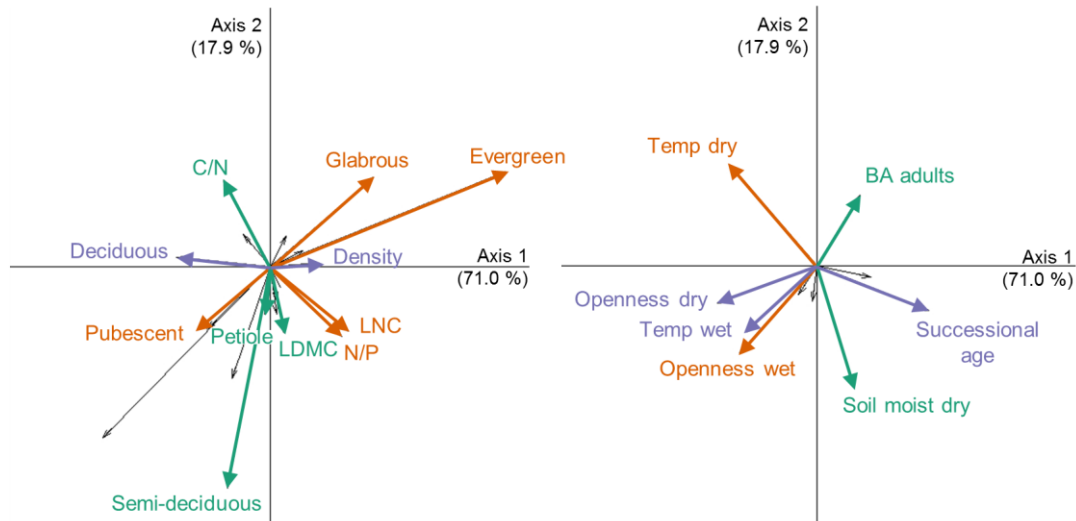 Axis 2
(17.9 %)
C/N
Glabrous
Evergreen
Deciduous
Density
Axis 1
(71.0 %)
Pubescent
Petiole
LDMC
LNC
N/P
Semi-deciduous
Axis 2
(17.9 %)
Temp dry
BA adults
Axis 1
(71.0 %)
Openness dry
Temp wet
Openness wet
Successional
age
Soil moist dry